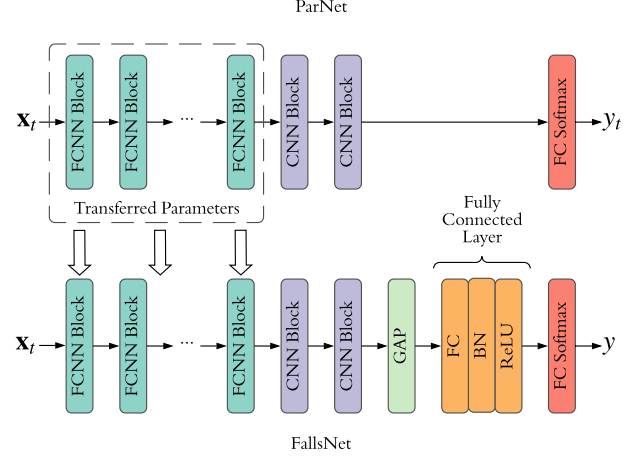 ParNet
x_t
FCNN Block
FCNN Block
...
FCNN Block
CNN Block
CNN Block
FC Softmax
y_t
Transferred Parameters
Fully
Connected
Layer
x_t
FCNN Block
FCNN Block
...
FCNN Block
CNN Block
CNN Block
GAP
FC
BN
ReLU
FC Softmax
y
FallsNet